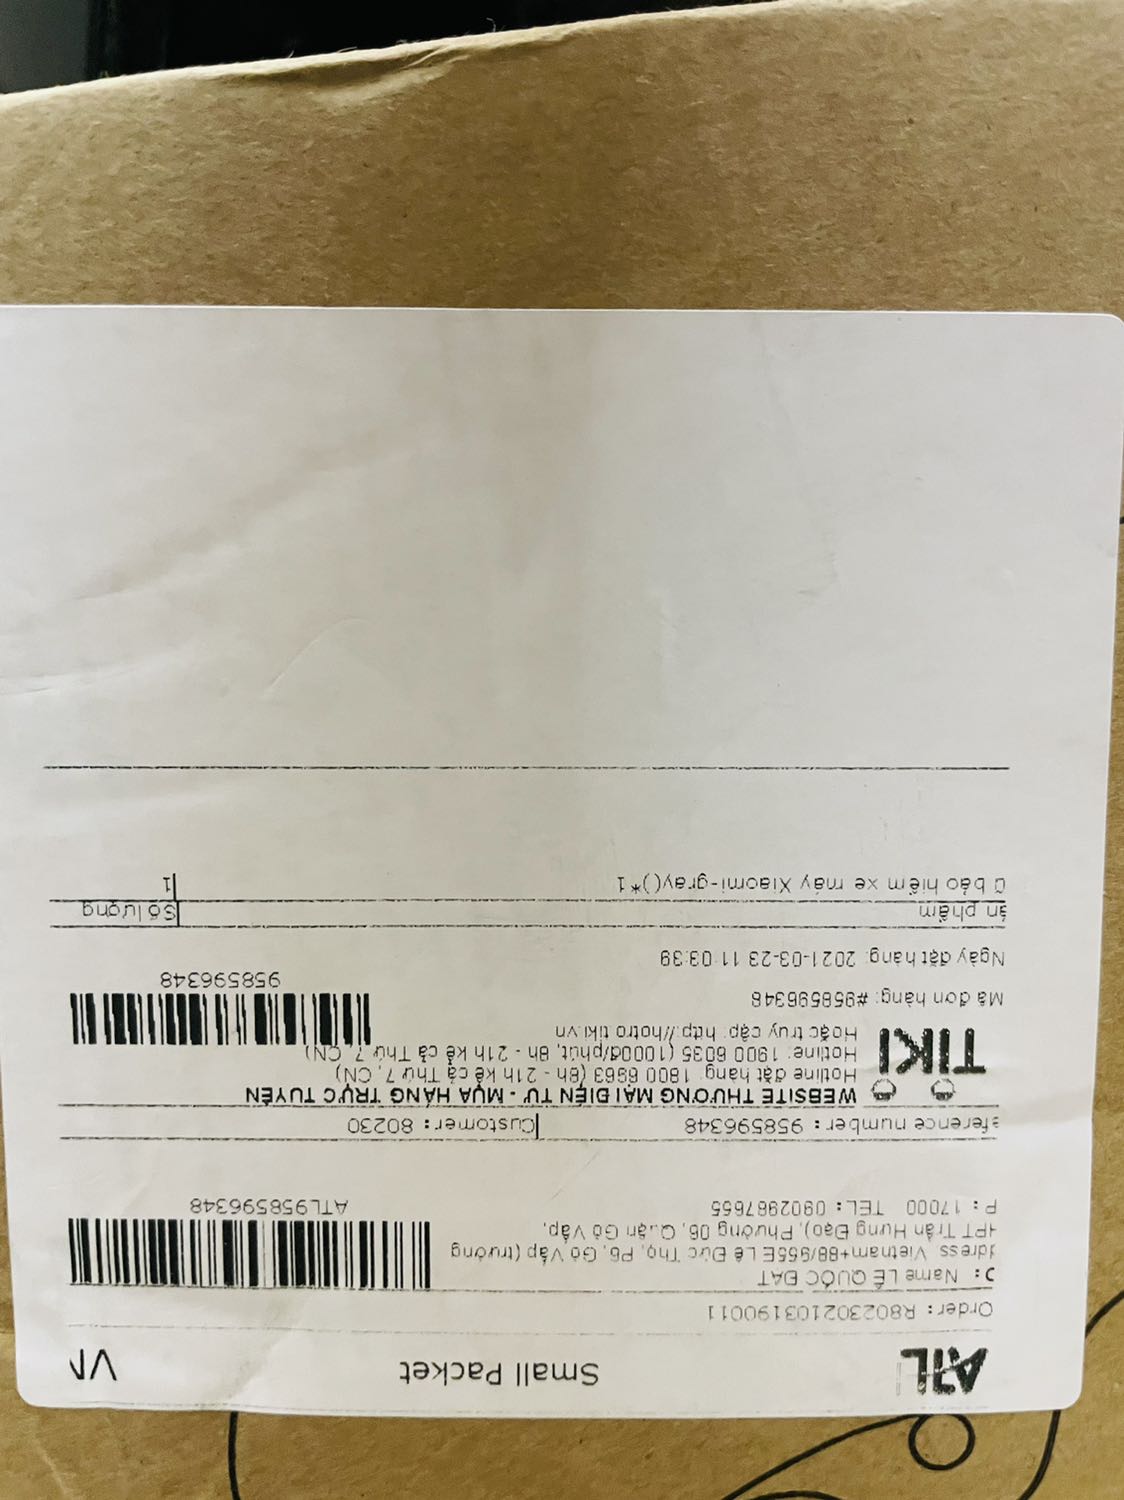 ATL Small Packet VN
Order: R802302103190011
Name LÊ QUỐC ĐẠT
dress Vietnam+88/955E Lê Đức Thọ, P6, Gò Vấp (trường
HPT Trần Hưng Đạo), Phường 06, Quận Gò Vấp,
P: 17000 TEL: 0902987655
ATL958596348
eference number: 958596348 Customer: 80230
WEBSITE THƯƠNG MẠI ĐIỆN TỬ - MUA HÀNG TRỰC TUYẾN
Hotline đặt hàng: 1800 6963 (8h - 21h kể cả Thứ 7, CN)
Hotline: 1900 6035 (1000đ/phút, 8h - 21h kể cả Thứ 7, CN)
Hoặc truy cập: http://hotro.tiki.vn
TIKI
Mã đơn hàng: #958596348
958596348
Ngày đặt hàng: 2021-03-23 11:03:39
ản phẩm Số lượng
ũ bảo hiểm xe máy Xiaomi-gray()*1 1